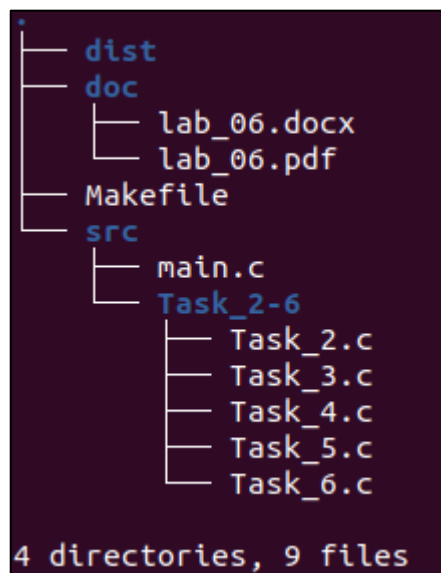 .
├── dist
├── doc
│   ├── lab_06.docx
│   └── lab_06.pdf
├── Makefile
└── src
    ├── main.c
    └── Task_2-6
        ├── Task_2.c
        ├── Task_3.c
        ├── Task_4.c
        ├── Task_5.c
        └── Task_6.c
4 directories, 9 files